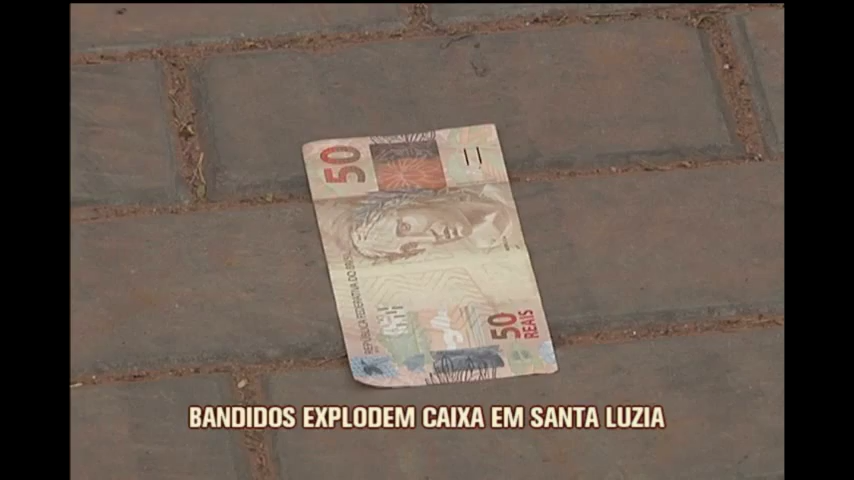 50
REPÚBLICA FEDERATIVA DO BRASIL
50
REAIS
BANDIDOS EXPLODEM CAIXA EM SANTA LUZIA